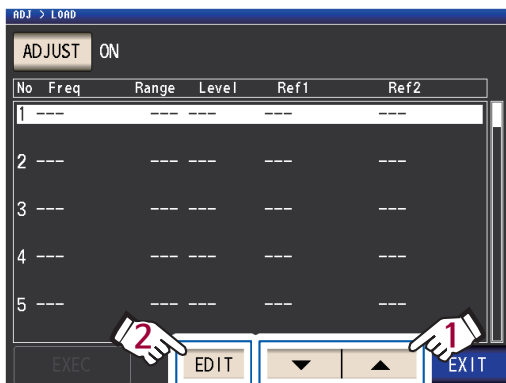 ADJ > LOAD
ADJUST ON
No Freq Range Level Ref1 Ref2
1 --- --- --- --- ---
2 --- --- --- --- ---
3 --- --- --- --- ---
4 --- --- --- --- ---
5 --- --- --- --- ---
2 1
EXEC EDIT ▼ ▲ EXIT